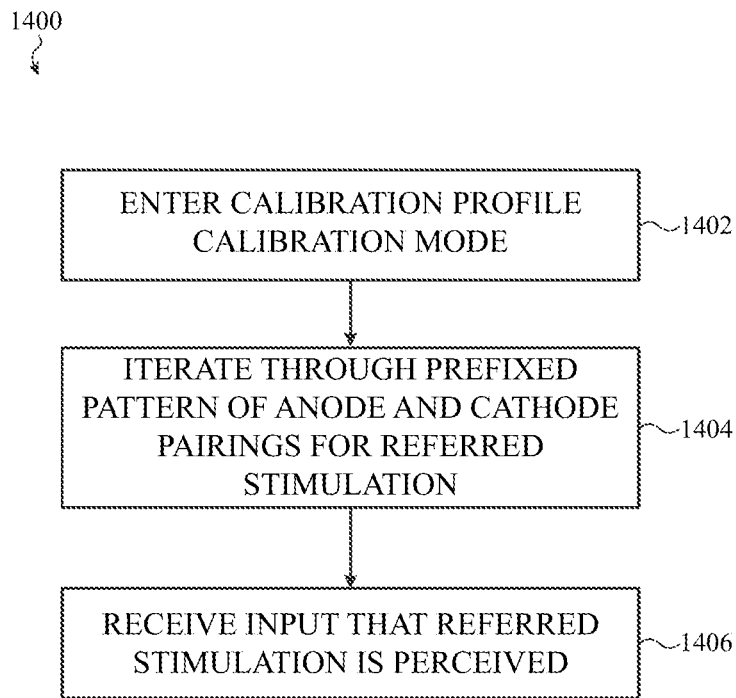 1400
ENTER CALIBRATION PROFILE
CALIBRATION MODE
1402
ITERATE THROUGH PREFIXED
PATTERN OF ANODE AND CATHODE
PAIRINGS FOR REFERRED
STIMULATION
1404
RECEIVE INPUT THAT REFERRED
STIMULATION IS PERCEIVED
1406